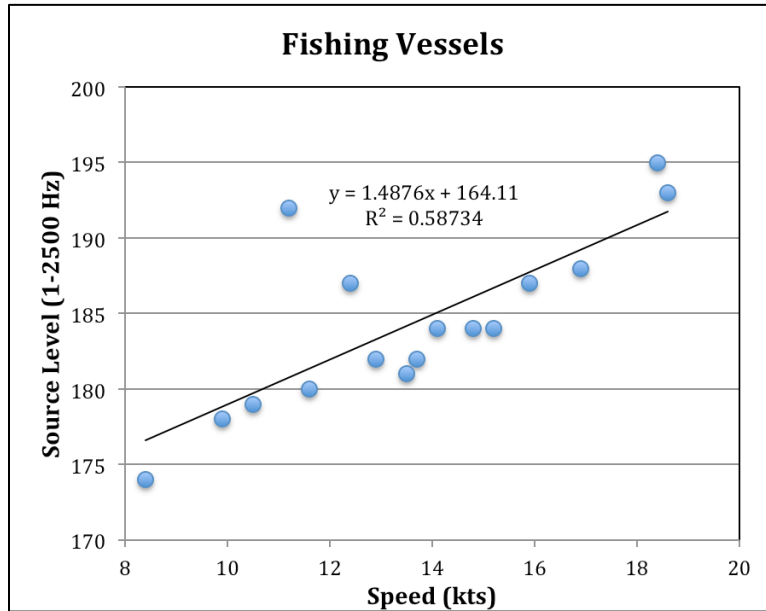 Fishing Vessels
200
195
190
185
180
175
170
Source Level (1-2500 Hz)
y = 1.4876x + 164.11
R² = 0.58734
8 10 12 14 16 18 20
Speed (kts)